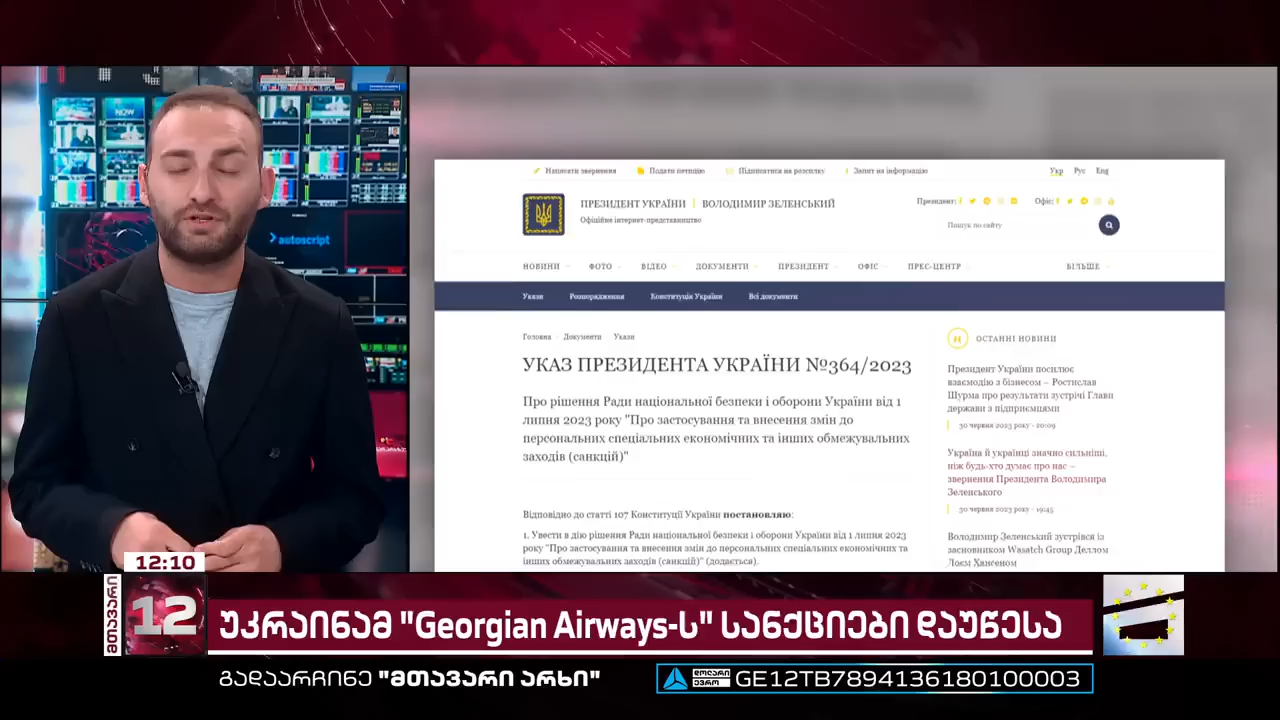 NOW
autoscript
Написати звернення Подати петицію Підписатися на розсилку Запит на інформацію Укр Рус Eng
ПРЕЗИДЕНТ УКРАЇНИ ВОЛОДИМИР ЗЕЛЕНСЬКИЙ
Офіційне інтернет-представництво
Президент: Офіс:
Пошук по сайту
НОВИНИ ФОТО ВІДЕО ДОКУМЕНТИ ПРЕЗИДЕНТ ОФІС ПРЕС-ЦЕНТР БІЛЬШЕ
Укази Розпорядження Конституція України Всі документи
Головна Документи Укази
УКАЗ ПРЕЗИДЕНТА УКРАЇНИ №364/2023
Про рішення Ради національної безпеки і оборони України від 1
липня 2023 року "Про застосування та внесення змін до
персональних спеціальних економічних та інших обмежувальних
заходів (санкцій)"
Відповідно до статті 107 Конституції України постановляю:
1. Увести в дію рішення Ради національної безпеки і оборони України від 1 липня 2023
року "Про застосування та внесення змін до персональних спеціальних економічних та
інших обмежувальних заходів (санкцій)" (додається).
ОСТАННІ НОВИНИ
Президент України посилює
взаємодію з бізнесом – Ростислав
Шурма про результати зустрічі Глави
держави з підприємцями
30 червня 2023 року - 20:09
Україна й українці значно сильніші,
ніж будь-хто думає про нас –
звернення Президента Володимира
Зеленського
30 червня 2023 року - 19:45
Володимир Зеленський зустрівся із
засновником Wasatch Group Деллом
Лоєм Хансеном
12:10
მთავარი
12
უკრაინამ "Georgian Airways-ს" სანქციები დაუწესა
გადაარჩინე "მთავარი არხი"
დოლარი
ევრო
GE12TB7894136180100003